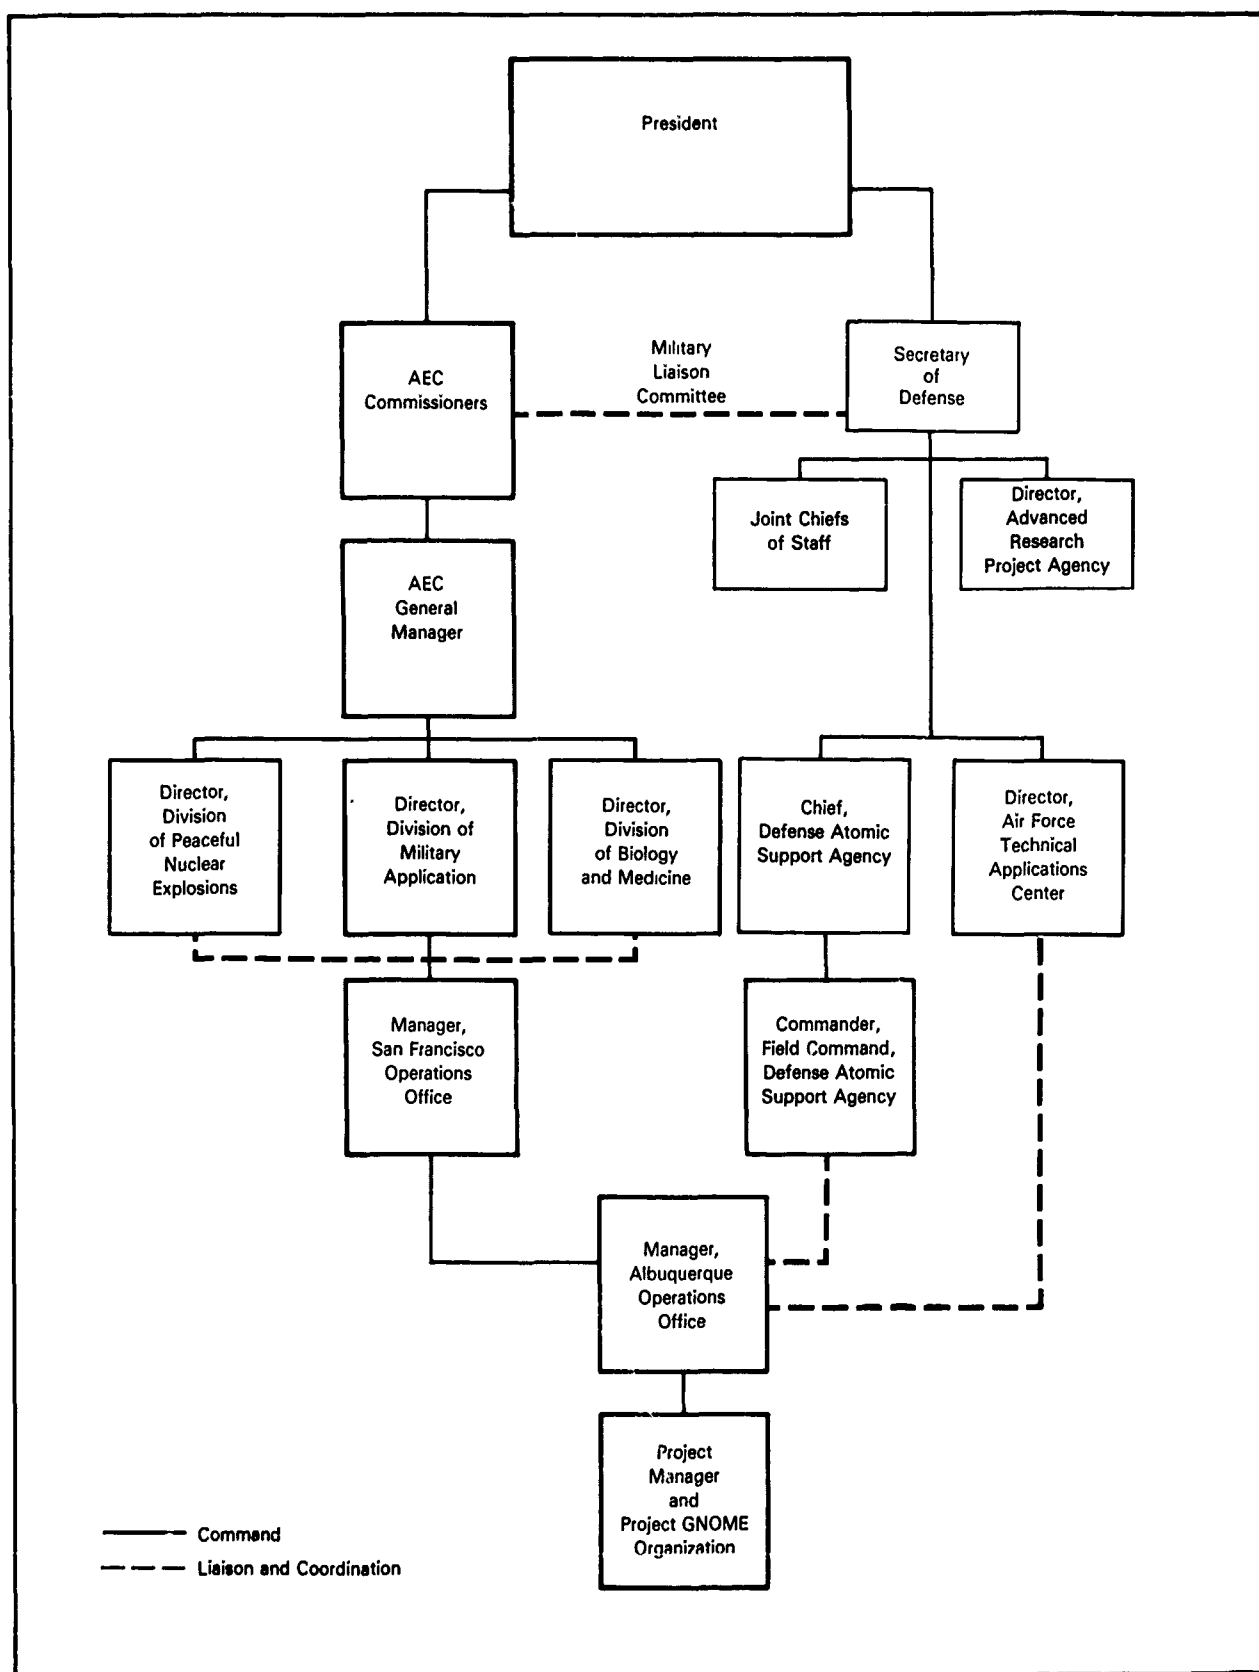 President
AEC
Commissioners
Military
Liaison
Committee
Secretary
of
Defense
Joint Chiefs
of Staff
Director,
Advanced
Research
Project Agency
AEC
General
Manager
Director,
Division
of Peaceful
Nuclear
Explosions
Director,
Division of
Military
Application
Director,
Division
of Biology
and Medicine
Chief,
Defense Atomic
Support Agency
Director,
Air Force
Technical
Applications
Center
Manager,
San Francisco
Operations
Office
Commander,
Field Command,
Defense Atomic
Support Agency
Manager,
Albuquerque
Operations
Office
Project
Manager
and
Project GNOME
Organization
Command
Liaison and Coordination